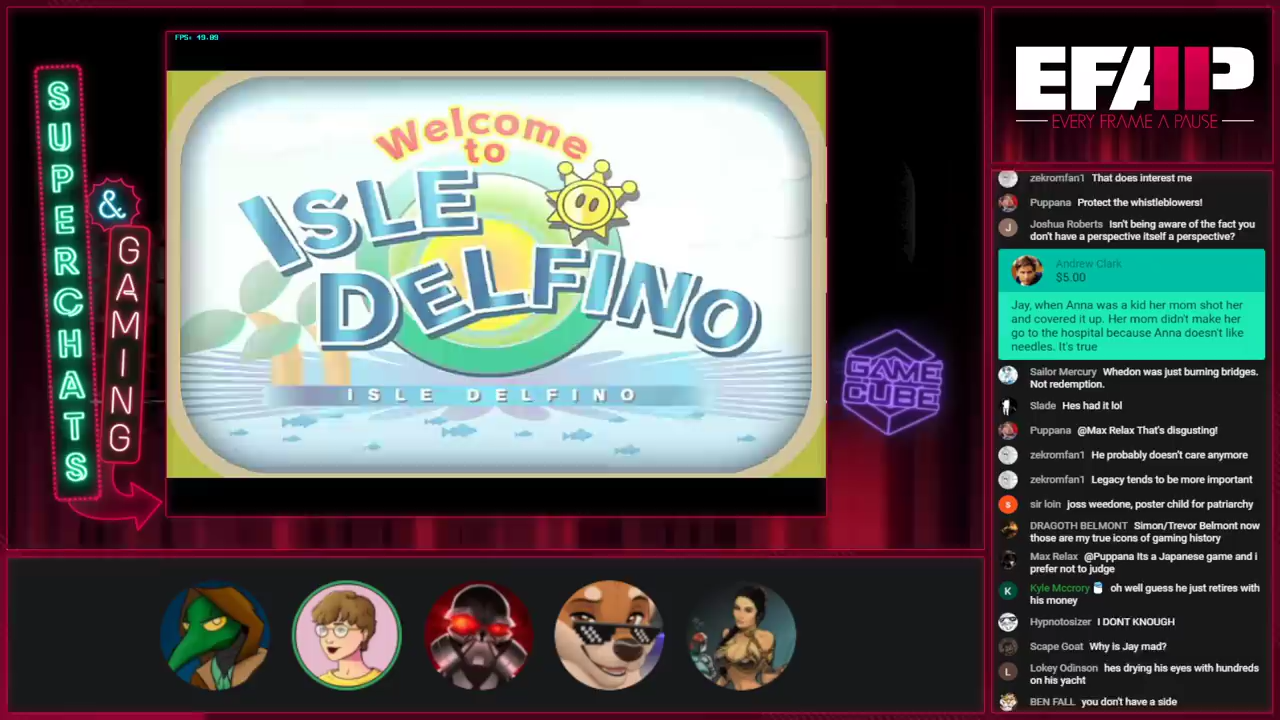 FPS: 49.09
SUPERCHATS
&
GAMING
Welcome
to
ISLE
DELFINO
ISLE DELFINO
GAME
CUBE
EFAP
EVERY FRAME A PAUSE
zekromfan1 That does interest me
Puppana Protect the whistleblowers!
Joshua Roberts Isn't being aware of the fact you
don't have a perspective itself a perspective?
Andrew Clark
$5.00
Jay, when Anna was a kid her mom shot her
and covered it up. Her mom didn't make her
go to the hospital because Anna doesn't like
needles. It's true
Sailor Mercury Whedon was just burning bridges.
Not redemption.
Slade Hes had it lol
Puppana @Max Relax That's disgusting!
zekromfan1 He probably doesn't care anymore
zekromfan1 Legacy tends to be more important
s
sir loin joss weedone, poster child for patriarchy
DRAGOTH BELMONT Simon/Trevor Belmont now
those are my true icons of gaming history
Max Relax @Puppana Its a Japanese game and i
prefer not to judge
K
Kyle Mccrory oh well guess he just retires with
his money
Hypnotosizer I DONT KNOUGH
Scape Goat Why is Jay mad?
L
Lokey Odinson hes drying his eyes with hundreds
on his yacht
BEN FALL you don't have a side